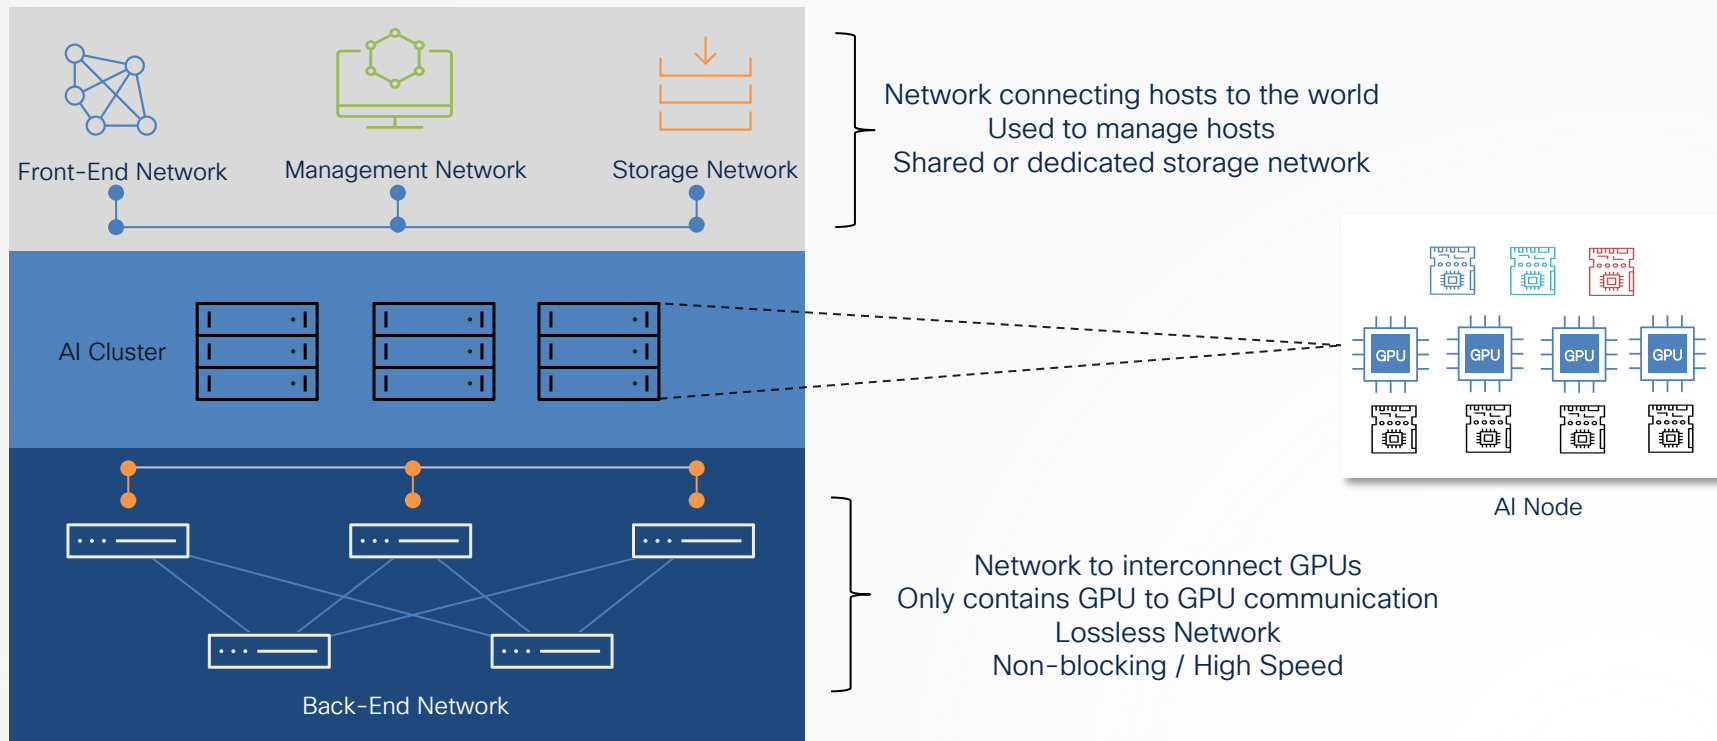 Front-End Network
Management Network
Storage Network
Network connecting hosts to the world
Used to manage hosts
Shared or dedicated storage network
AI Cluster
GPU
GPU
GPU
GPU
AI Node
Network to interconnect GPUs
Only contains GPU to GPU communication
Lossless Network
Non-blocking / High Speed
Back-End Network